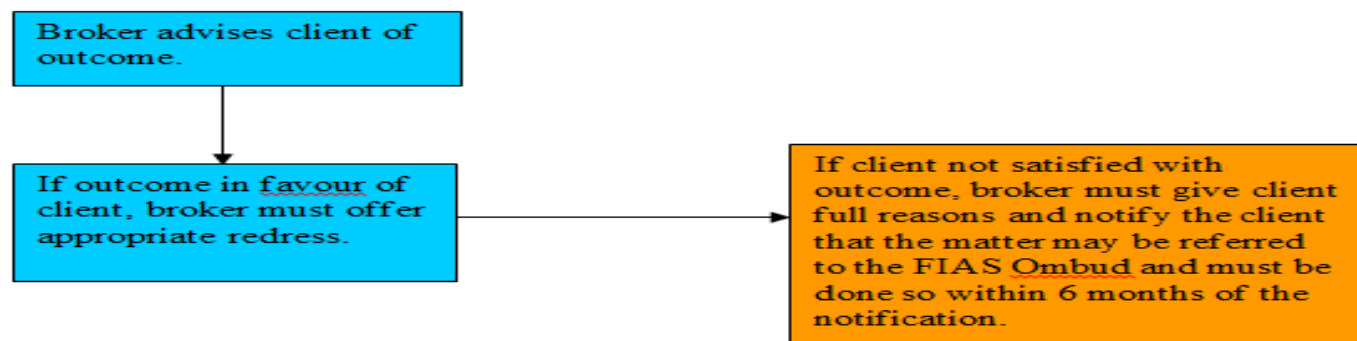 Broker advises client of
outcome.
If outcome in favour of
client, broker must offer
appropriate redress.
If client not satisfied with
outcome, broker must give client
full reasons and notify the client
that the matter may be referred
to the FIAS Ombud and must be
done so within 6 months of the
notification.